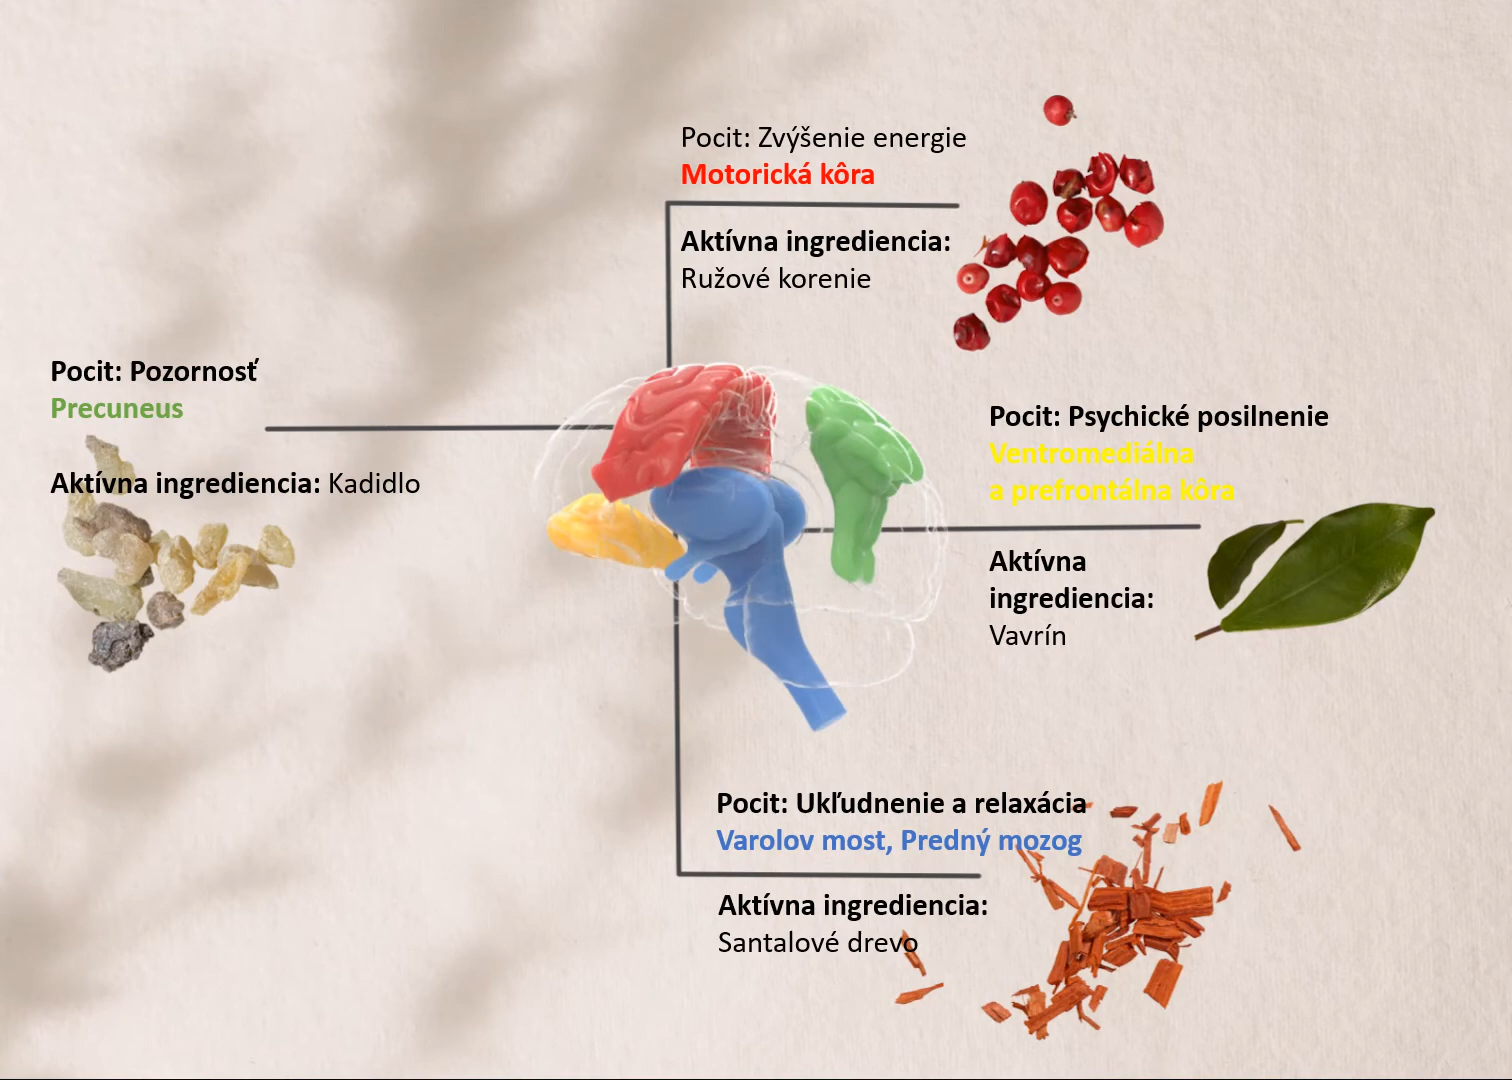 Pocit: Zvýšenie energie
Motorická kôra
Aktívna ingrediencia:
Ružové korenie
Pocit: Pozornosť
Precuneus
Aktívna ingrediencia: Kadidlo
Pocit: Psychické posilnenie
Ventromediálna
a prefrontálna kôra
Aktívna
ingrediencia:
Vavrín
Pocit: Ukľudnenie a relaxácia
Varolov most, Predný mozog
Aktívna ingrediencia:
Santalové drevo